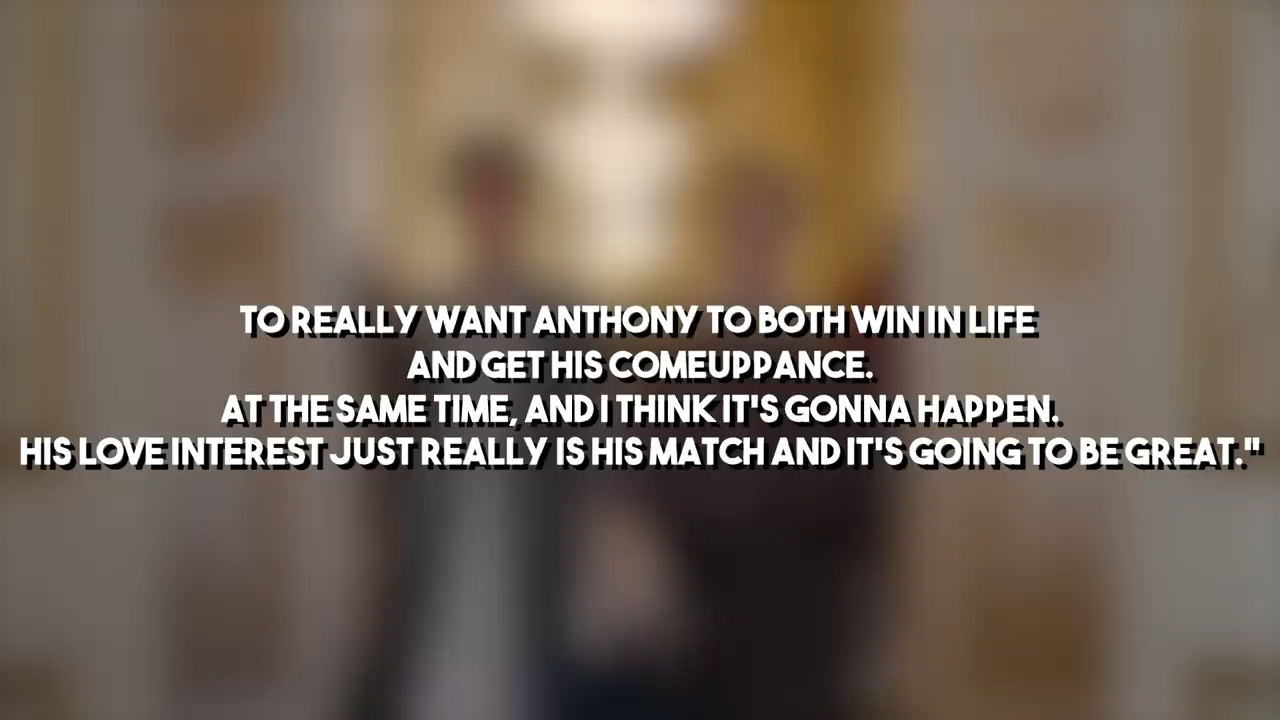 TO REALLY WANT ANTHONY TO BOTH WIN IN LIFE
AND GET HIS COMEUPPANCE.
AT THE SAME TIME, AND I THINK IT'S GONNA HAPPEN.
HIS LOVE INTEREST JUST REALLY IS HIS MATCH AND IT'S GOING TO BE GREAT."